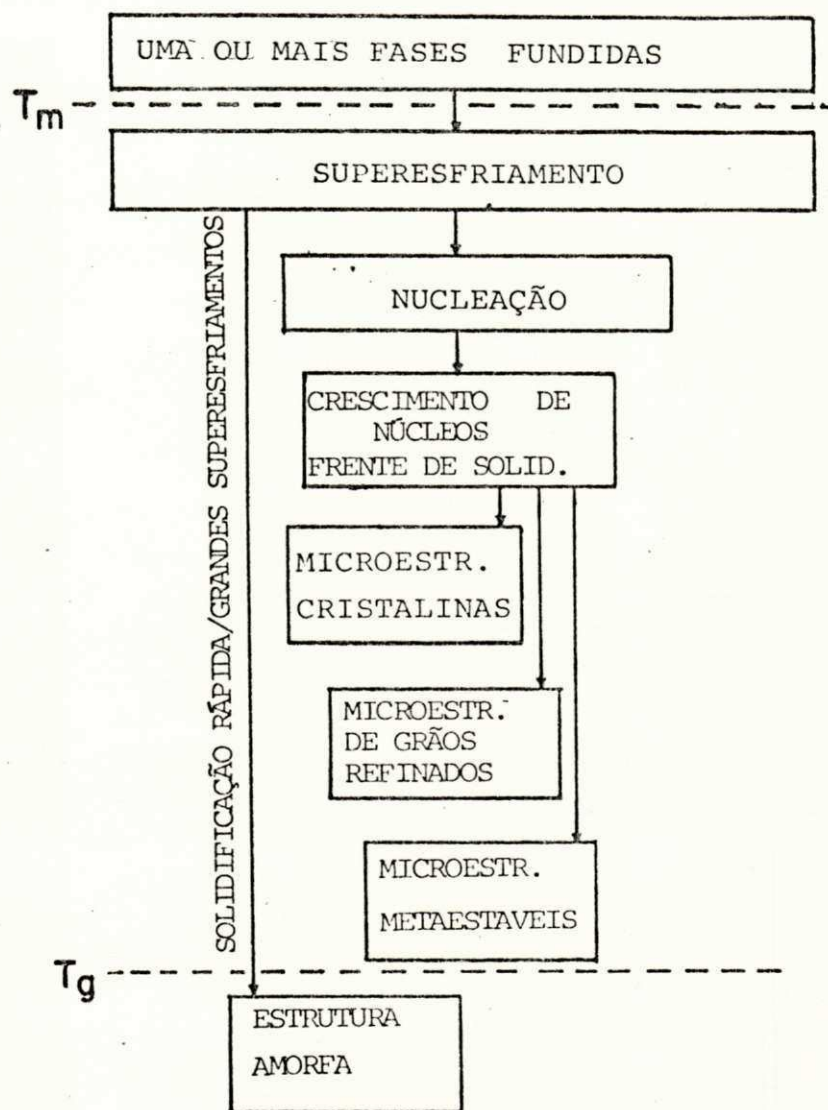 UMA OU MAIS FASES FUNDIDAS
Tm
SUPERESFRIAMENTO
SOLIDIFICAÇÃO RÁPIDA/GRANDES SUPERESFRIAMENTOS
NUCLEAÇÃO
CRESCIMENTO DE
NÚCLEOS
FRENTE DE SOLID.
MICROESTR.
CRISTALINAS
MICROESTR.
DE GRÃOS
REFINADOS
MICROESTR.
METAESTAVEIS
Tg
ESTRUTURA
AMORFA